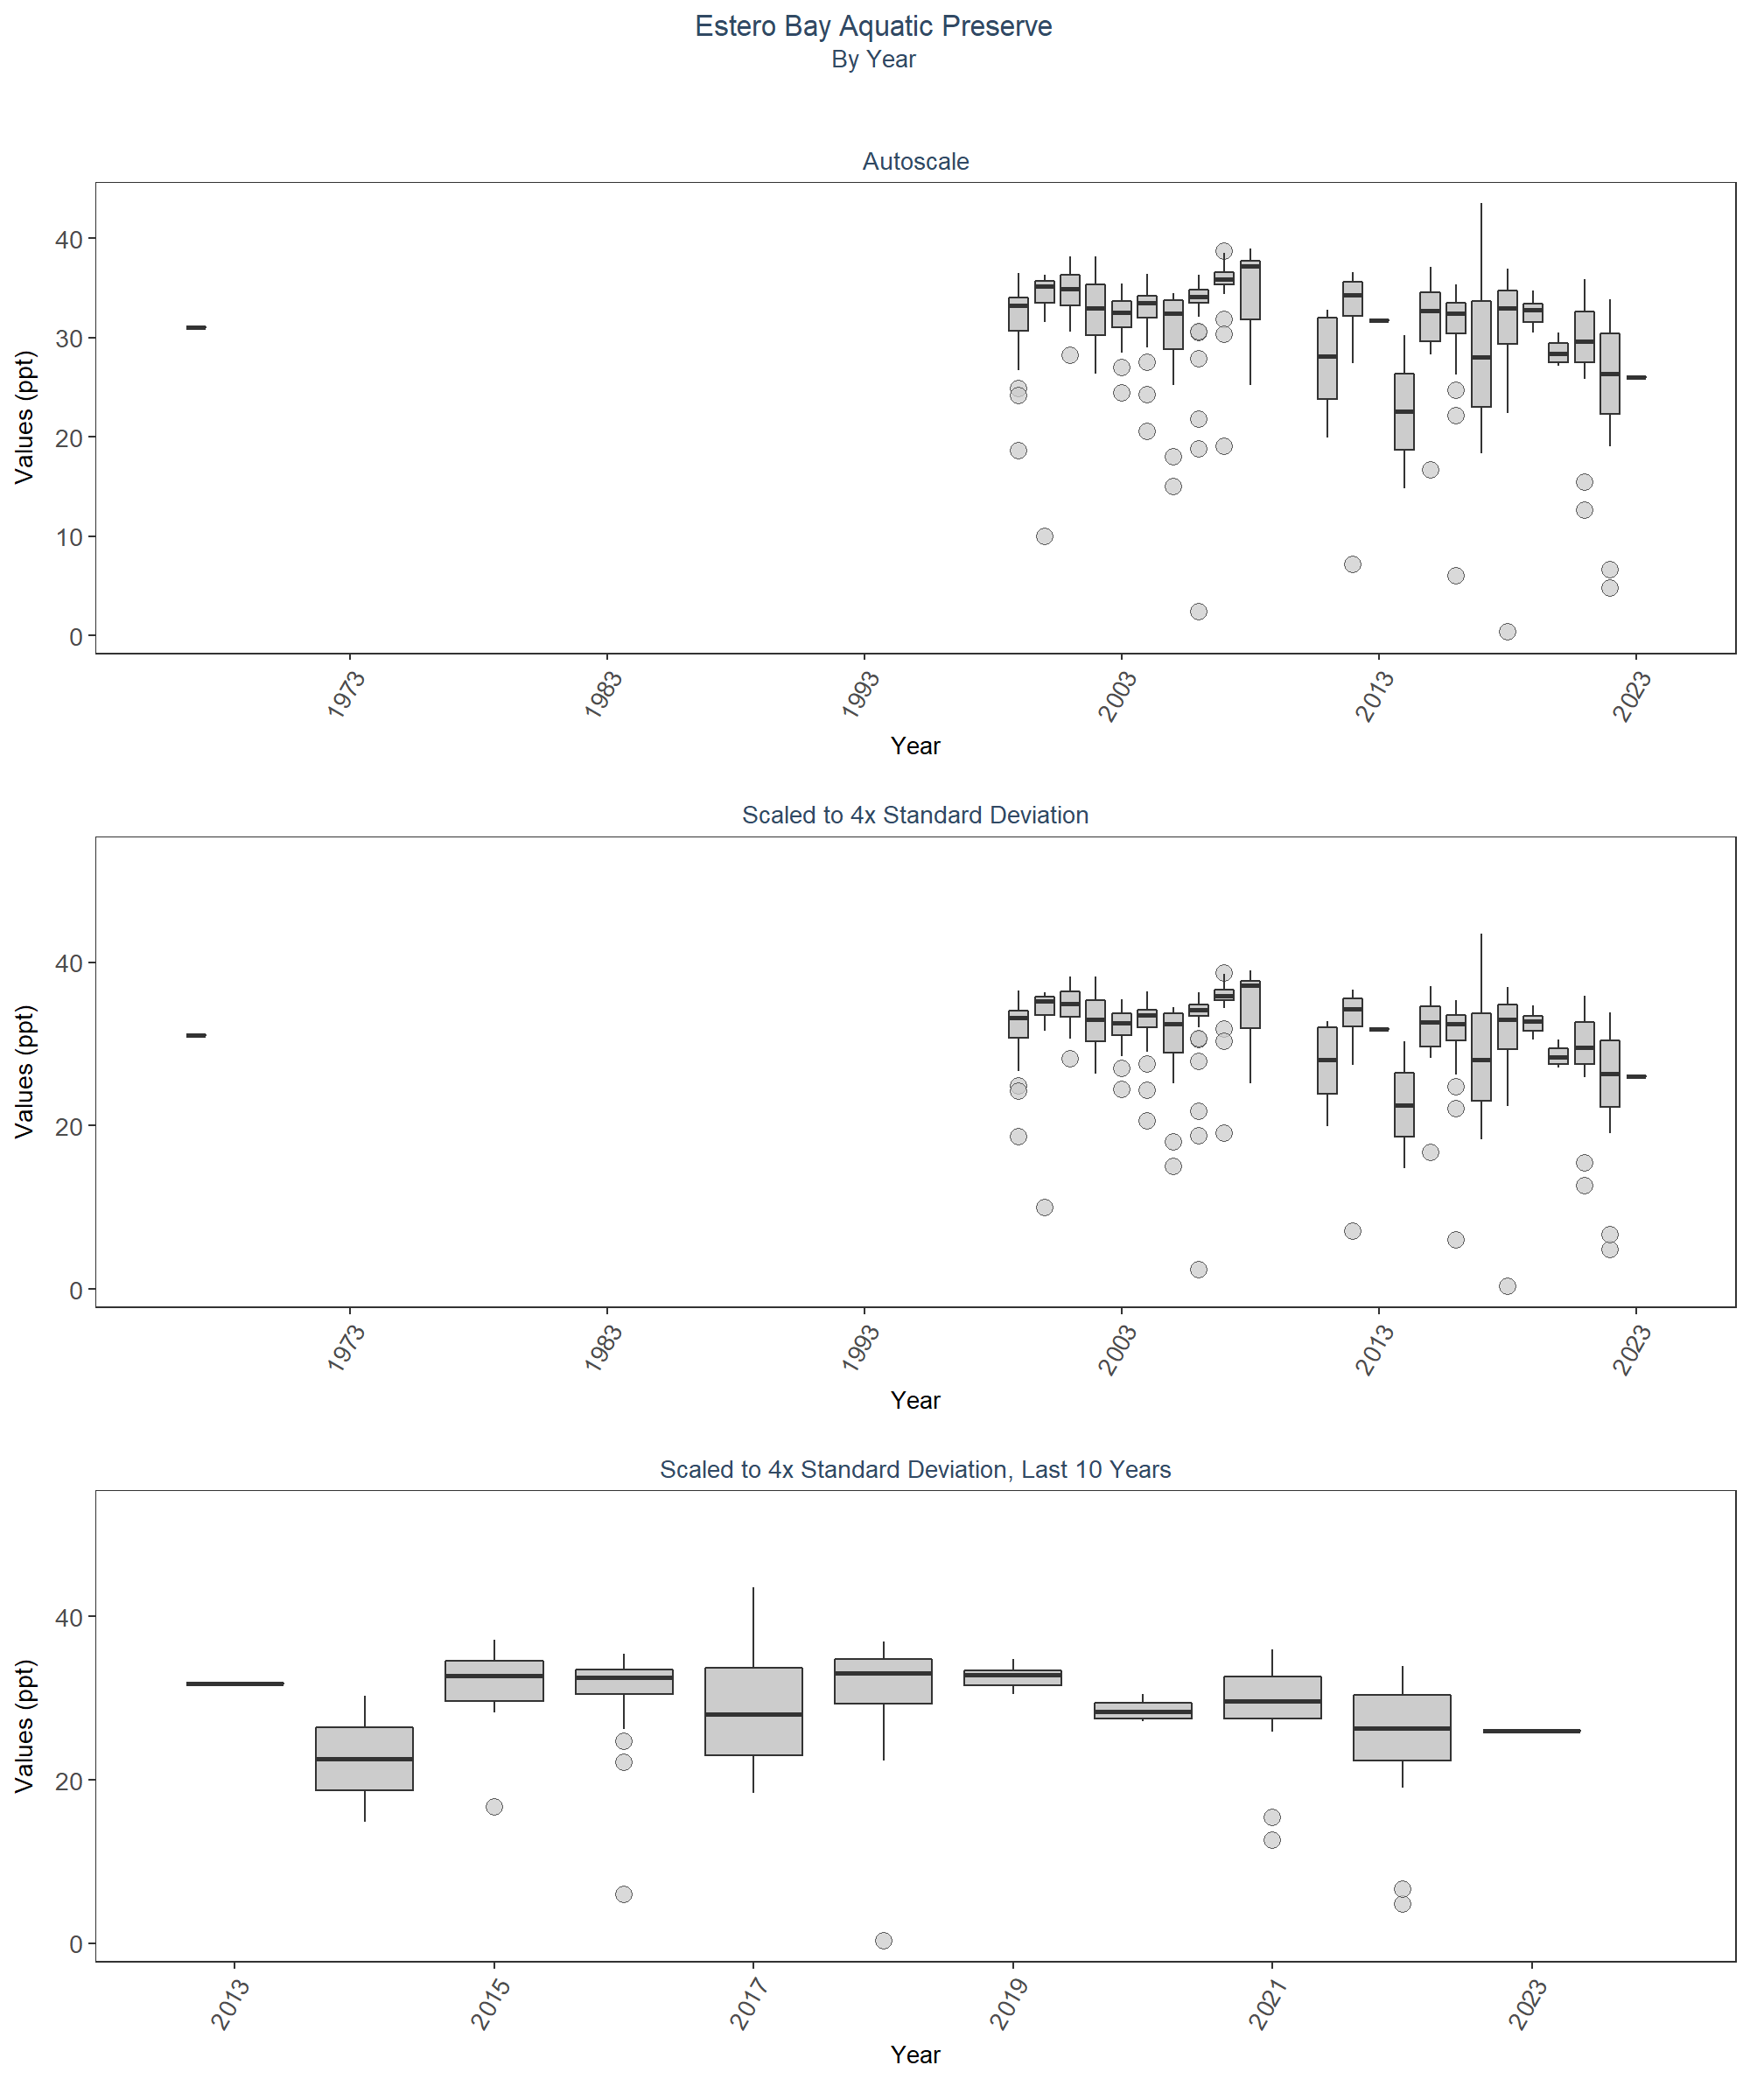 Estero Bay Aquatic Preserve
By Year
Autoscale
Values (ppt)
40
30
20
10
0
1973
1983
1993
2003
2013
2023
Year
Scaled to 4x Standard Deviation
Values (ppt)
40
20
0
1973
1983
1993
2003
2013
2023
Year
Scaled to 4x Standard Deviation, Last 10 Years
Values (ppt)
40
20
0
2013
2015
2017
2019
2021
2023
Year